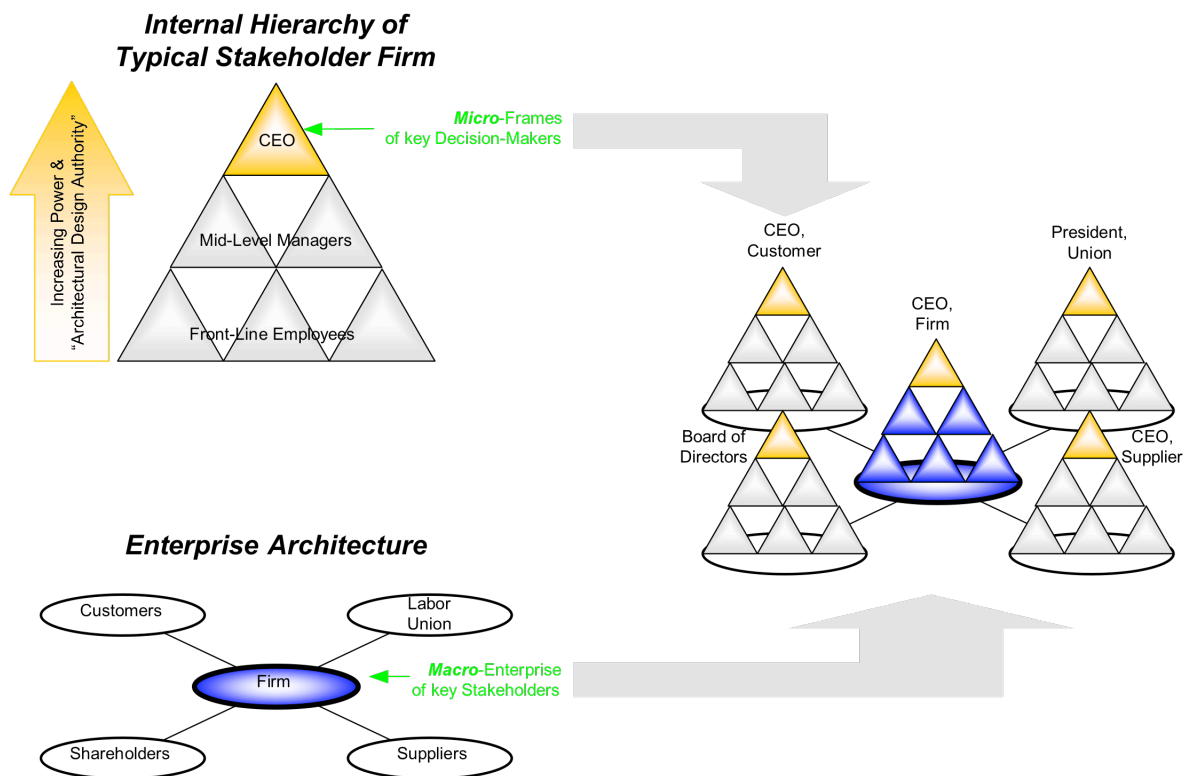 Internal Hierarchy of
Typical Stakeholder Firm
Increasing Power &
“Architectural Design Authority”
CEO
Mid-Level Managers
Front-Line Employees
Micro-Frames
of key Decision-Makers
CEO,
Customer
President,
Union
CEO,
Firm
Board of
Directors
CEO,
Supplier
Enterprise Architecture
Customers
Labor
Union
Firm
Shareholders
Suppliers
Macro-Enterprise
of key Stakeholders